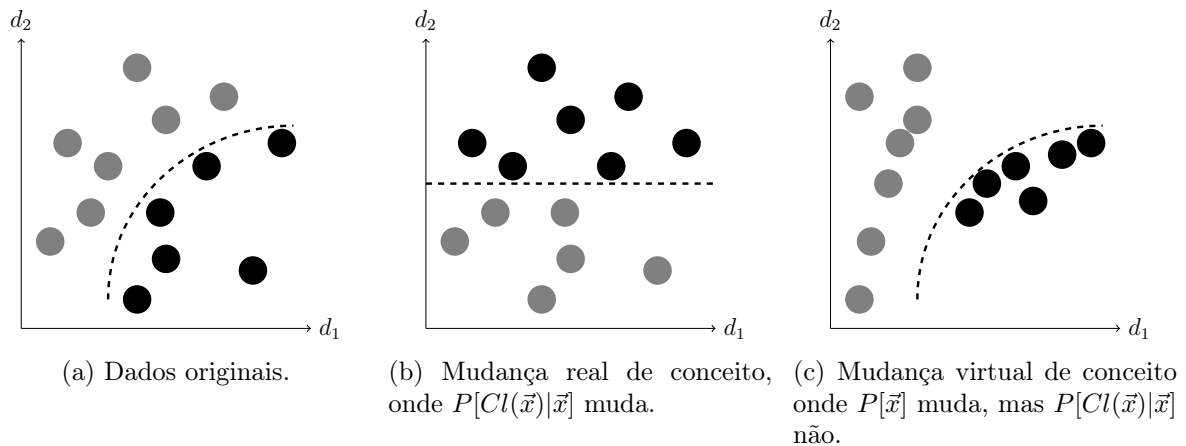 d₂
d₁
(a) Dados originais.
d₂
d₁
(b) Mudança real de conceito,
onde P[Cl(x⃗)|x⃗] muda.
d₂
d₁
(c) Mudança virtual de conceito
onde P[x⃗] muda, mas P[Cl(x⃗)|x⃗]
não.